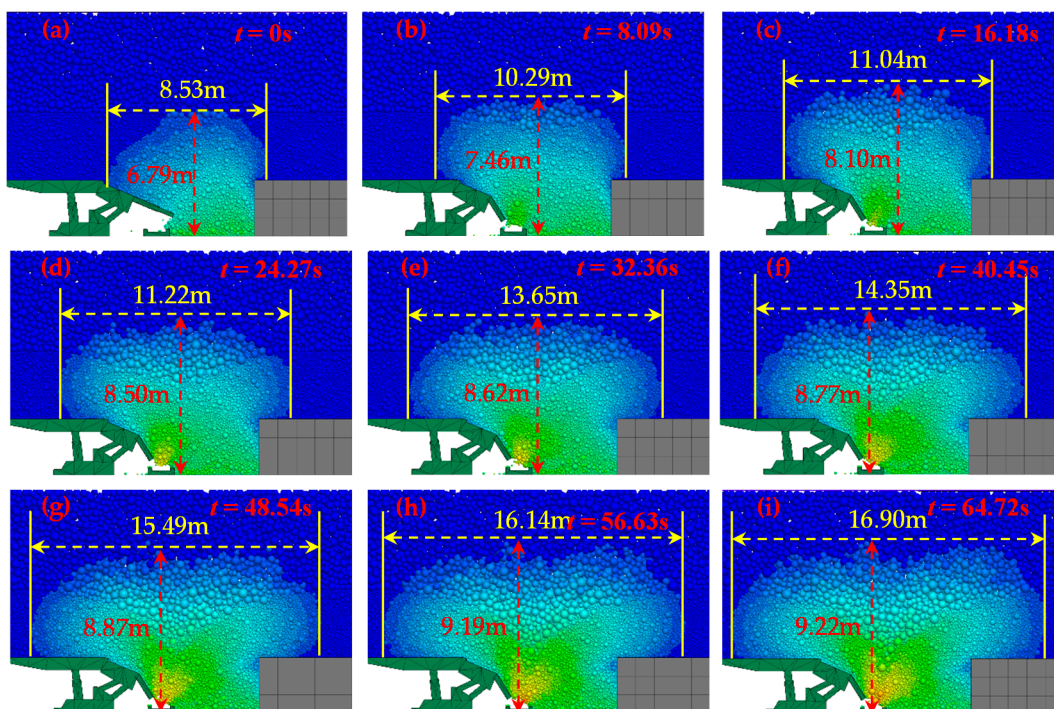 (a) t = 0s
8.53m
6.79m
(b) t = 8.09s
10.29m
7.46m
(c) t = 16.18s
11.04m
8.10m
(d) t = 24.27s
11.22m
8.50m
(e) t = 32.36s
13.65m
8.62m
(f) t = 40.45s
14.35m
8.77m
(g) t = 48.54s
15.49m
8.87m
(h) t = 56.63s
16.14m
9.19m
(i) t = 64.72s
16.90m
9.22m